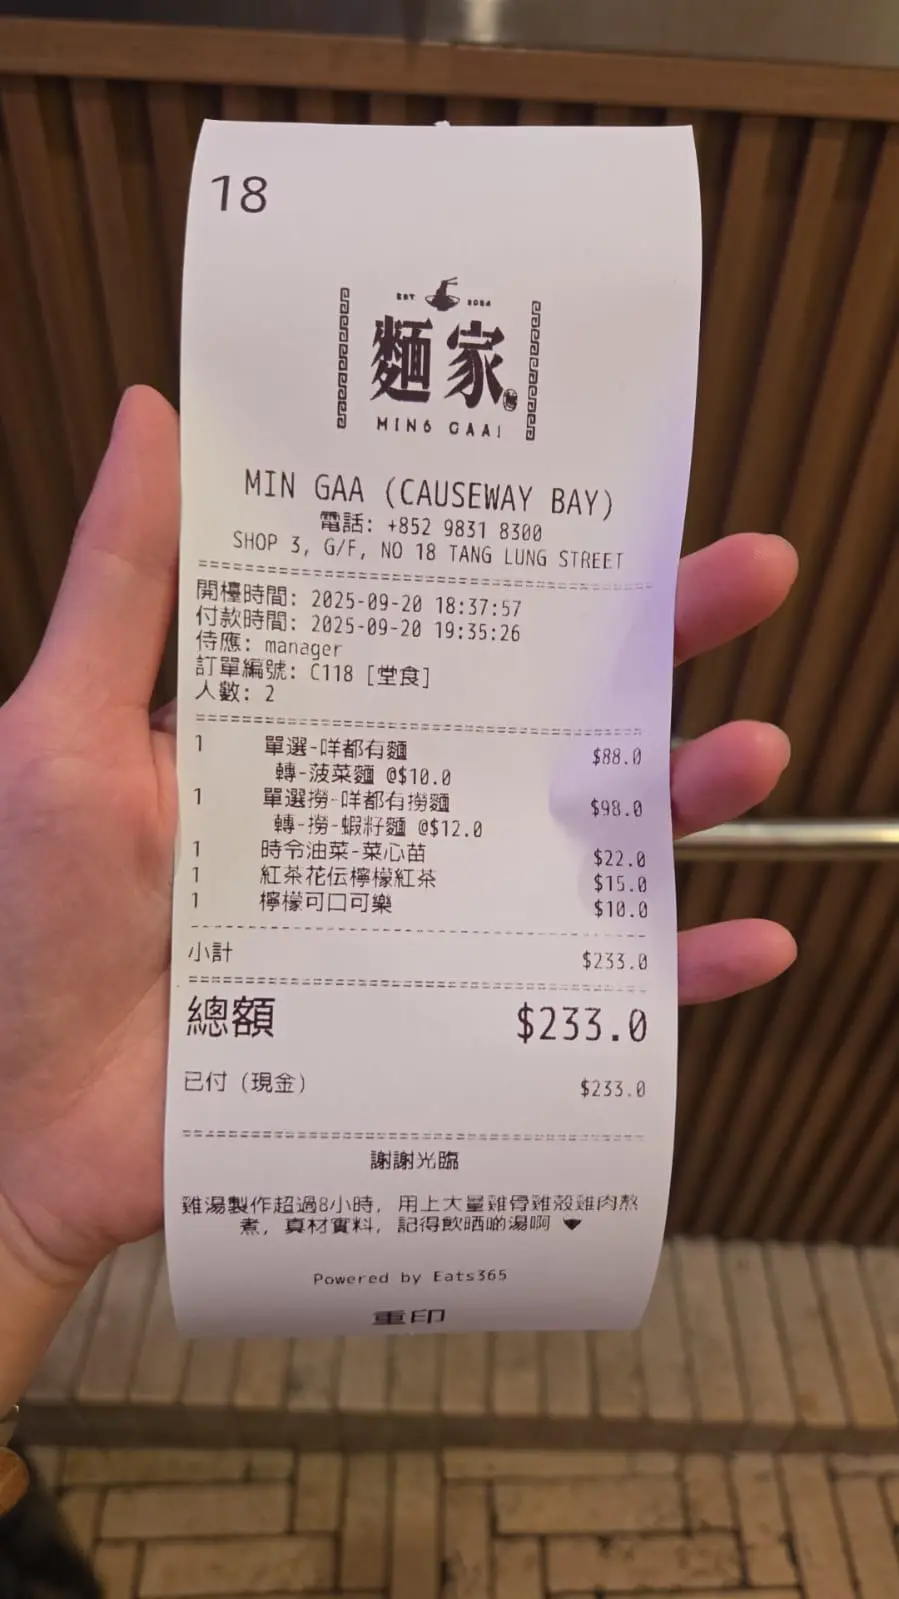 18
EST 2024
麵家
MING GAAI
MIN GAA (CAUSEWAY BAY)
電話: +852 9831 8300
SHOP 3, G/F, NO 18 TANG LUNG STREET
開檯時間: 2025-09-20 18:37:57
付款時間: 2025-09-20 19:35:26
侍應: manager
訂單編號: C118 [堂食]
人數: 2
1 單選-咩都有麵 $88.0
轉-菠菜麵 @$10.0
1 單選撈-咩都有撈麵 $98.0
轉-撈-蝦籽麵 @$12.0
1 時令油菜-菜心苗 $22.0
1 紅茶花伝檸檬紅茶 $15.0
1 檸檬可口可樂 $10.0
小計 $233.0
總額 $233.0
已付 (現金) $233.0
謝謝光臨
雞湯製作超過8小時, 用上大量雞骨雞殼雞肉熬
煮, 真材實料, 記得飲晒啲湯啊
Powered by Eats365
重印